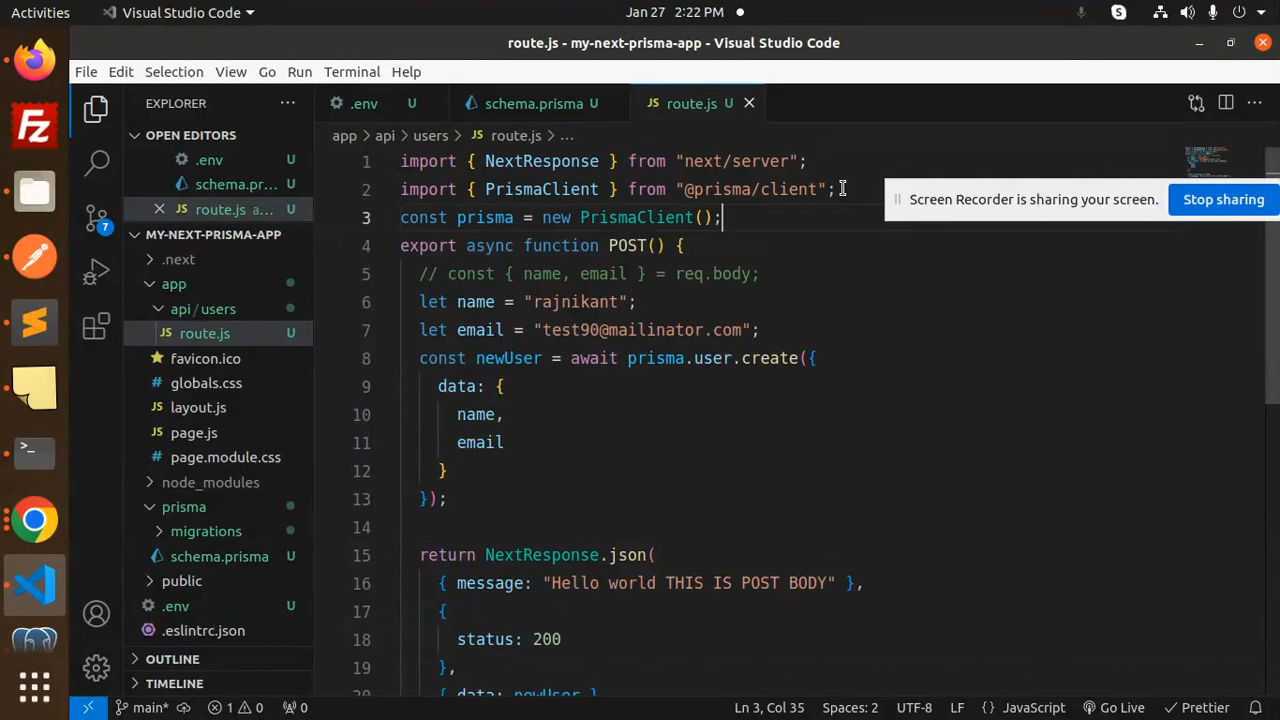 Activities
Visual Studio Code
Jan 27 2:22 PM
route.js - my-next-prisma-app - Visual Studio Code
File Edit Selection View Go Run Terminal Help
EXPLORER
.env U
schema.prisma U
route.js U
OPEN EDITORS
app api users JS route.js ...
.env U
schema.pr... U
JS route.js a... U
MY-NEXT-PRISMA-APP
.next
app
api/users
JS route.js U
favicon.ico
globals.css
JS layout.js
JS page.js
page.module.css
node_modules
prisma
migrations
schema.prisma U
public
.env U
.eslintrc.json
OUTLINE
TIMELINE
1 import { NextResponse } from "next/server";
2 import { PrismaClient } from "@prisma/client";
3 const prisma = new PrismaClient();
4 export async function POST() {
5 // const { name, email } = req.body;
6 let name = "rajnikant";
7 let email = "test90@mailinator.com";
8 const newUser = await prisma.user.create({
9 data: {
10 name,
11 email
12 }
13 });
14
15 return NextResponse.json(
16 { message: "Hello world THIS IS POST BODY" },
17 {
18 status: 200
19 },
20 { data: newUser }
Screen Recorder is sharing your screen.
Stop sharing
main* 1 0 0
Ln 3, Col 35 Spaces: 2 UTF-8 LF {} JavaScript Go Live Prettier